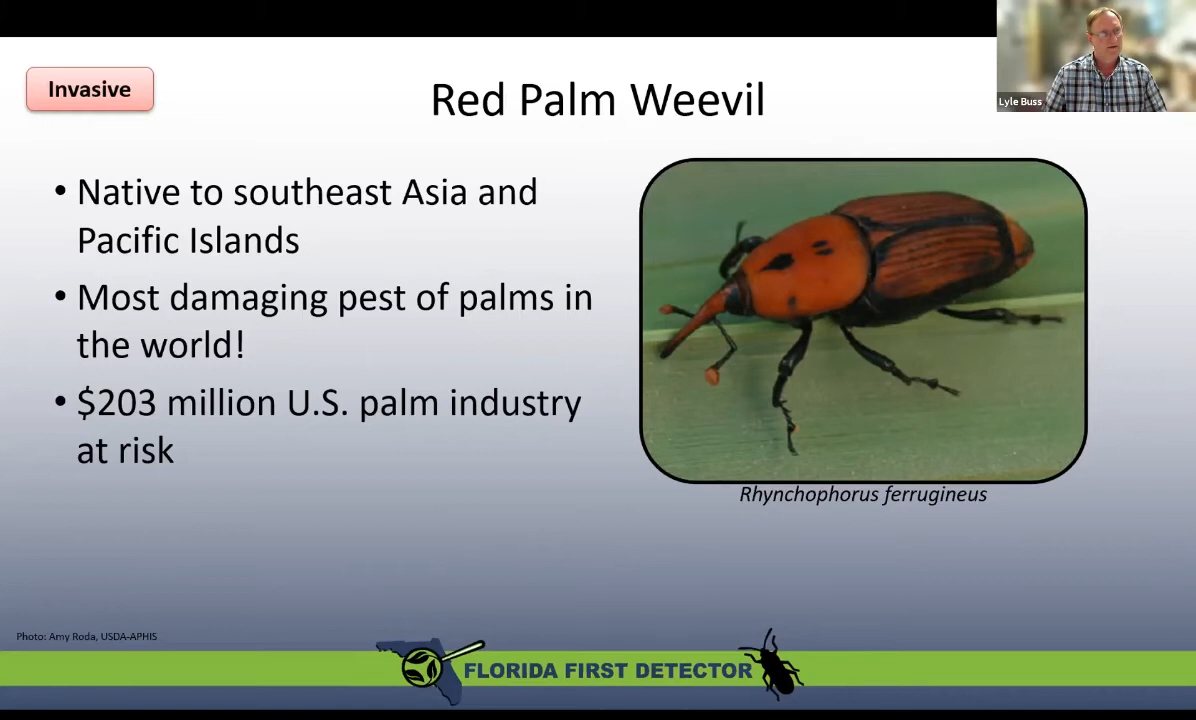 Invasive
Red Palm Weevil
Lyle Buss
• Native to southeast Asia and
Pacific Islands
• Most damaging pest of palms in
the world!
• $203 million U.S. palm industry
at risk
Rhynchophorus ferrugineus
Photo: Amy Roda, USDA-APHIS
FLORIDA FIRST DETECTOR